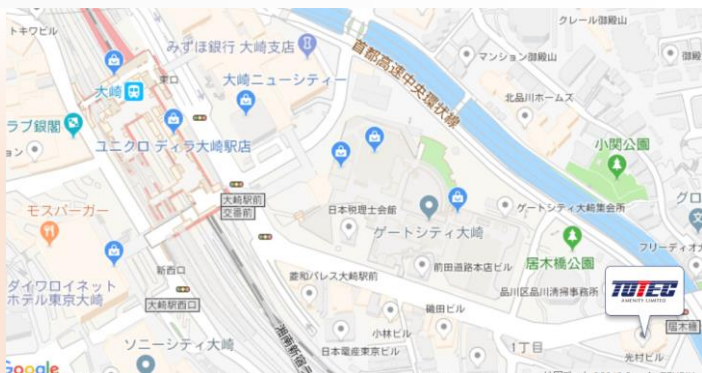 トキワビル
クレール御殿山
みずほ銀行 大崎支店
首都高速中央環状線
マンション御殿山
御殿
東口
大崎
大崎ニューシティー
北品川ホームズ
ラブ銀閣
ョン
ユニクロ ディラ大崎駅店
小関公園
大崎駅前
交番前
日本税理士会館
ゲートシティ大崎集会所
グロ
モスバーガー
ゲートシティ大崎
居木橋公園
フリーディオ
新西口
菱和パレス大崎駅前
前田道路本店ビル
ダイワロイネット
ホテル東京大崎
品川区品川清掃事務所
TOTEC
AMENITY LIMITED
大崎駅西口
磯田ビル
居木橋
小林ビル
ソニーシティ大崎
日本電産東京ビル
1丁目
光村ビル
Google